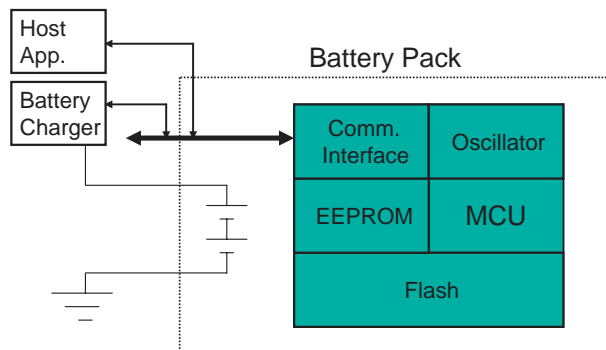 Host
App.
Battery Pack
Battery
Charger
Comm.
Interface
Oscillator
EEPROM
MCU
Flash